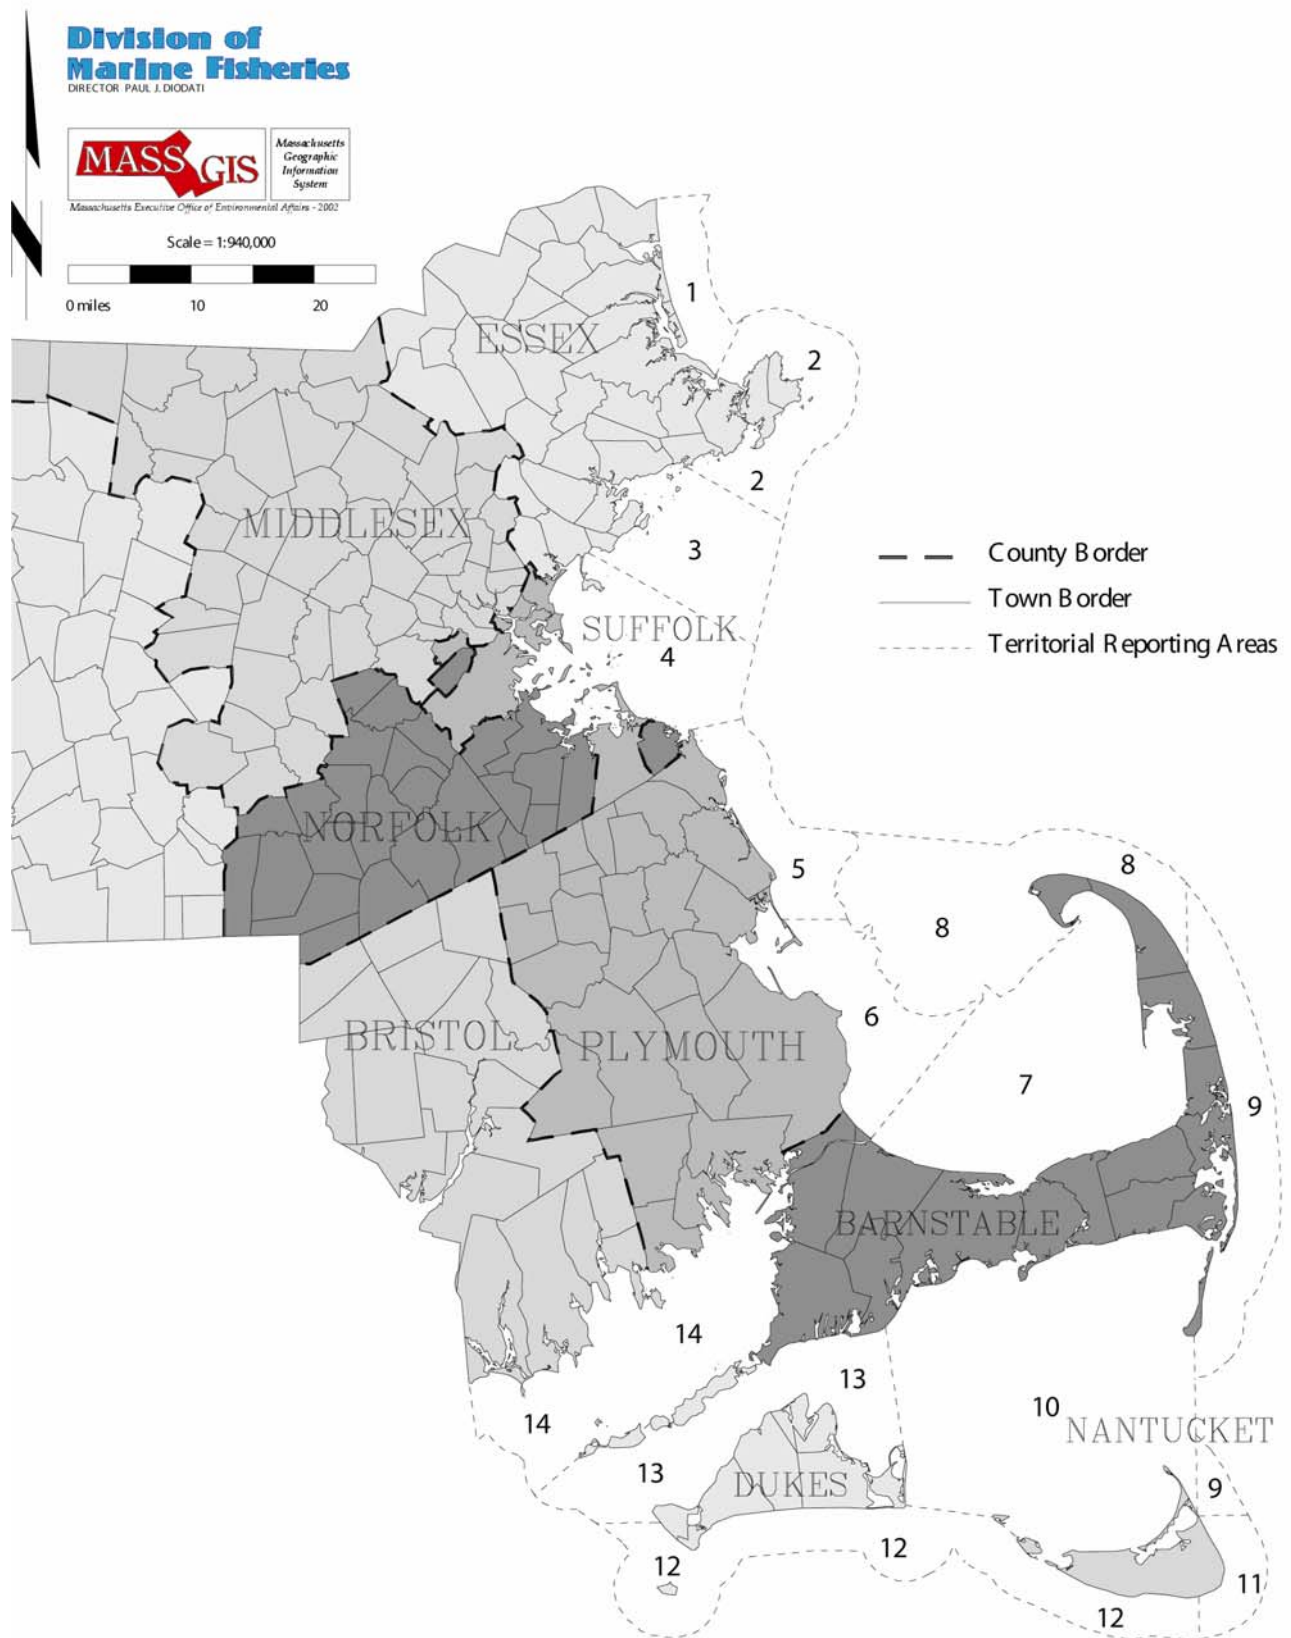 Division of
Marine Fisheries
DIRECTOR PAUL J. DIODATI
MASS GIS
Massachusetts
Geographic
Information
System
Massachusetts Executive Office of Environmental Affairs - 2002
Scale = 1:940,000
0 miles 10 20
1
ESSEX
2
2
MIDDLESEX
3
County Border
Town Border
SUFFOLK
Territorial Reporting Areas
4
NORFOLK
5
8
8
6
BRISTOL
PLYMOUTH
7
9
BARNSTABLE
14
13
10
14
NANTUCKET
13
DUKES
9
12
12
11
12